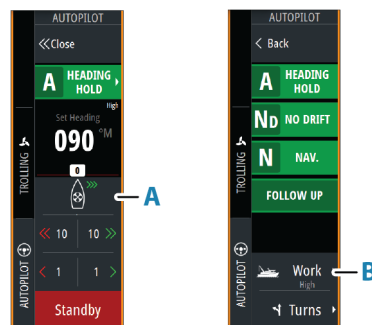 AUTOPILOT
«Close
A HEADING
HOLD
High
Set Heading
090 °M
0
A
« 10 10 »
< 1 1 >
Standby
TROLLING
AUTOPILOT
AUTOPILOT
< Back
A HEADING
HOLD
ND NO DRIFT
N NAV.
FOLLOW UP
Work
High
B
Turns
TROLLING
AUTOPILOT